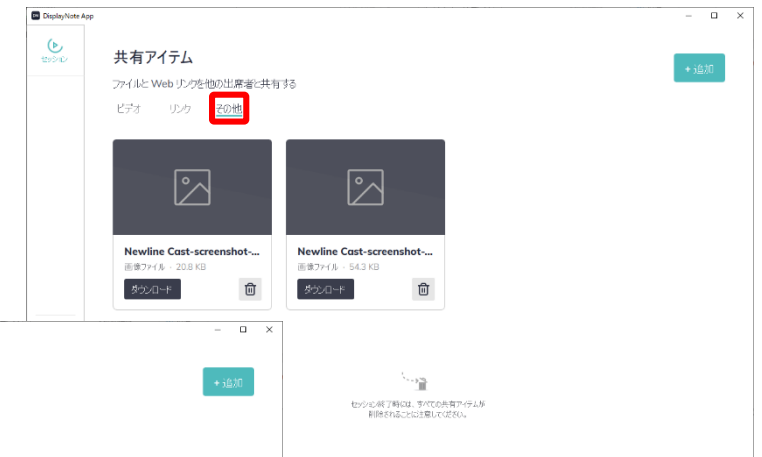 DisplayNote App
セッション
共有アイテム
+ 追加
ファイルと Web リンクを他の出席者と共有する
ビデオ リンク その他
Newline Cast-screenshot-... Newline Cast-screenshot-...
画像ファイル - 20.8 KB 画像ファイル - 54.3 KB
ダウンロード ダウンロード
+ 追加
セッション終了時には、すべての共有アイテムが
削除されることに注意してください。